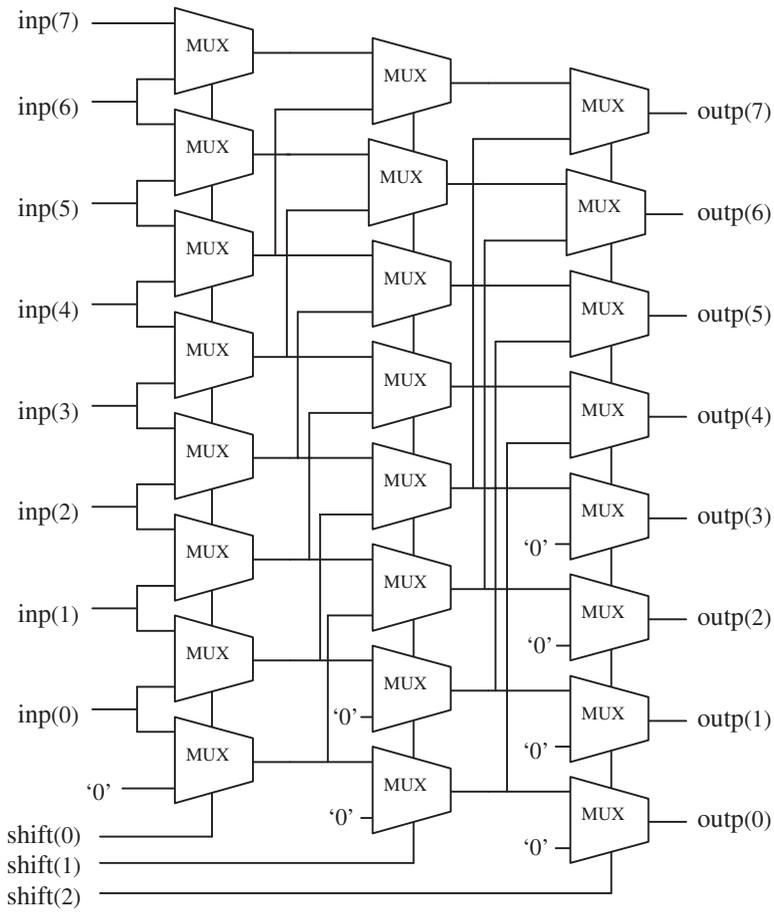 inp(7)
MUX
MUX
MUX
inp(6)
outp(7)
MUX
MUX
MUX
inp(5)
outp(6)
MUX
MUX
MUX
inp(4)
outp(5)
MUX
MUX
MUX
inp(3)
outp(4)
MUX
MUX
MUX
inp(2)
outp(3)
‘0’
MUX
MUX
MUX
inp(1)
outp(2)
‘0’
MUX
MUX
MUX
inp(0)
‘0’
outp(1)
‘0’
MUX
MUX
MUX
‘0’
‘0’
outp(0)
shift(0)
‘0’
shift(1)
shift(2)